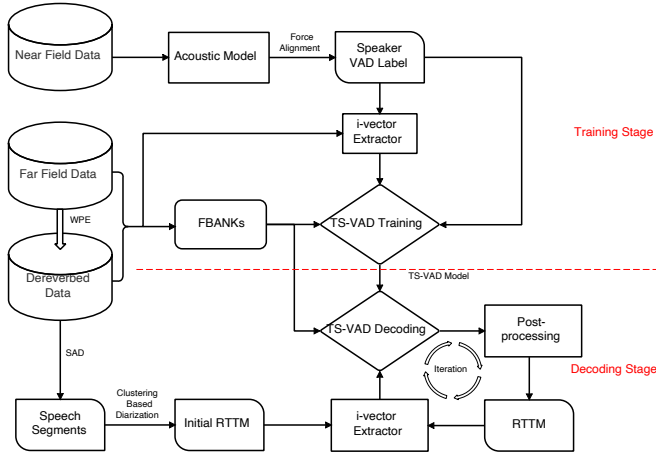 Near Field Data
Acoustic Model
Force
Alignment
Speaker
VAD Label
i-vector
Extractor
Training Stage
Far Field Data
WPE
FBANKs
TS-VAD Training
Dereverbed
Data
TS-VAD Model
TS-VAD Decoding
Post-
processing
SAD
Iteration
Decoding Stage
Clustering
Based
Diarization
Speech
Segments
Initial RTTM
i-vector
Extractor
RTTM